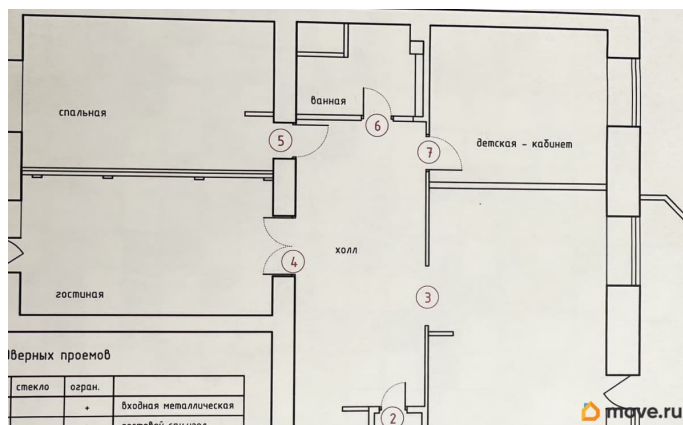 спальная
ванная
детская - кабинет
5
6
7
холл
4
гостиная
3
дверных проемов
стекло огран.
+ входная металлическая
2
move.ru